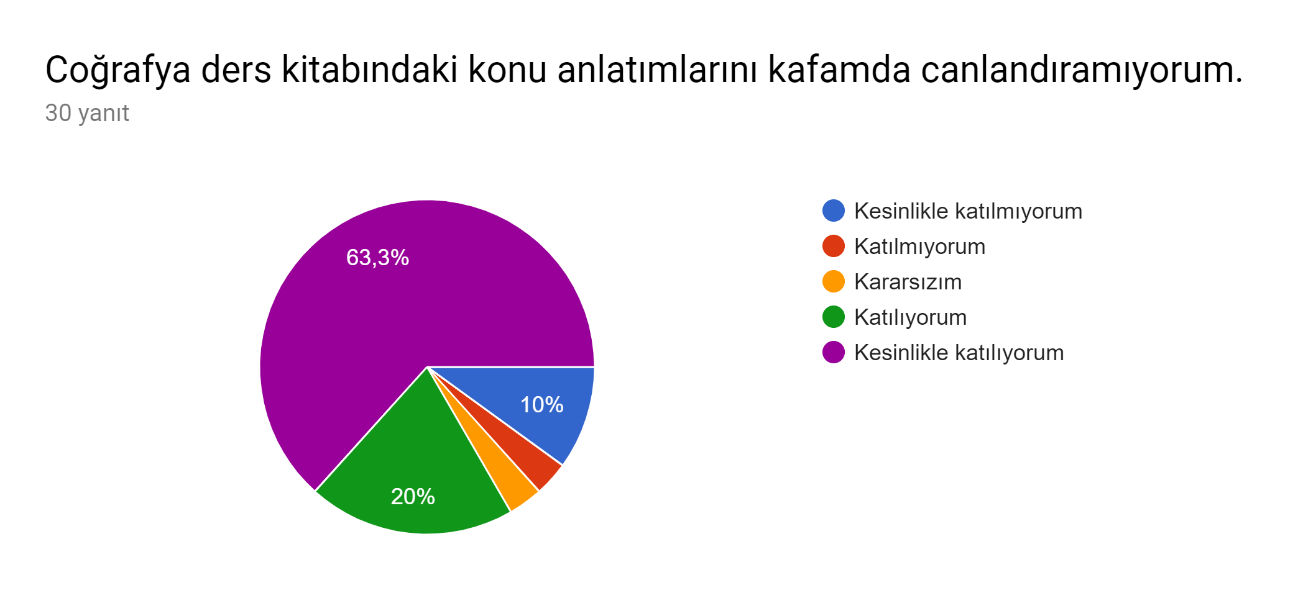 Coğrafya ders kitabındaki konu anlatımlarını kafamda canlandıramıyorum.
30 yanıt
63,3%
10%
20%
Kesinlikle katılmıyorum
Katılmıyorum
Kararsızım
Katılıyorum
Kesinlikle katılıyorum